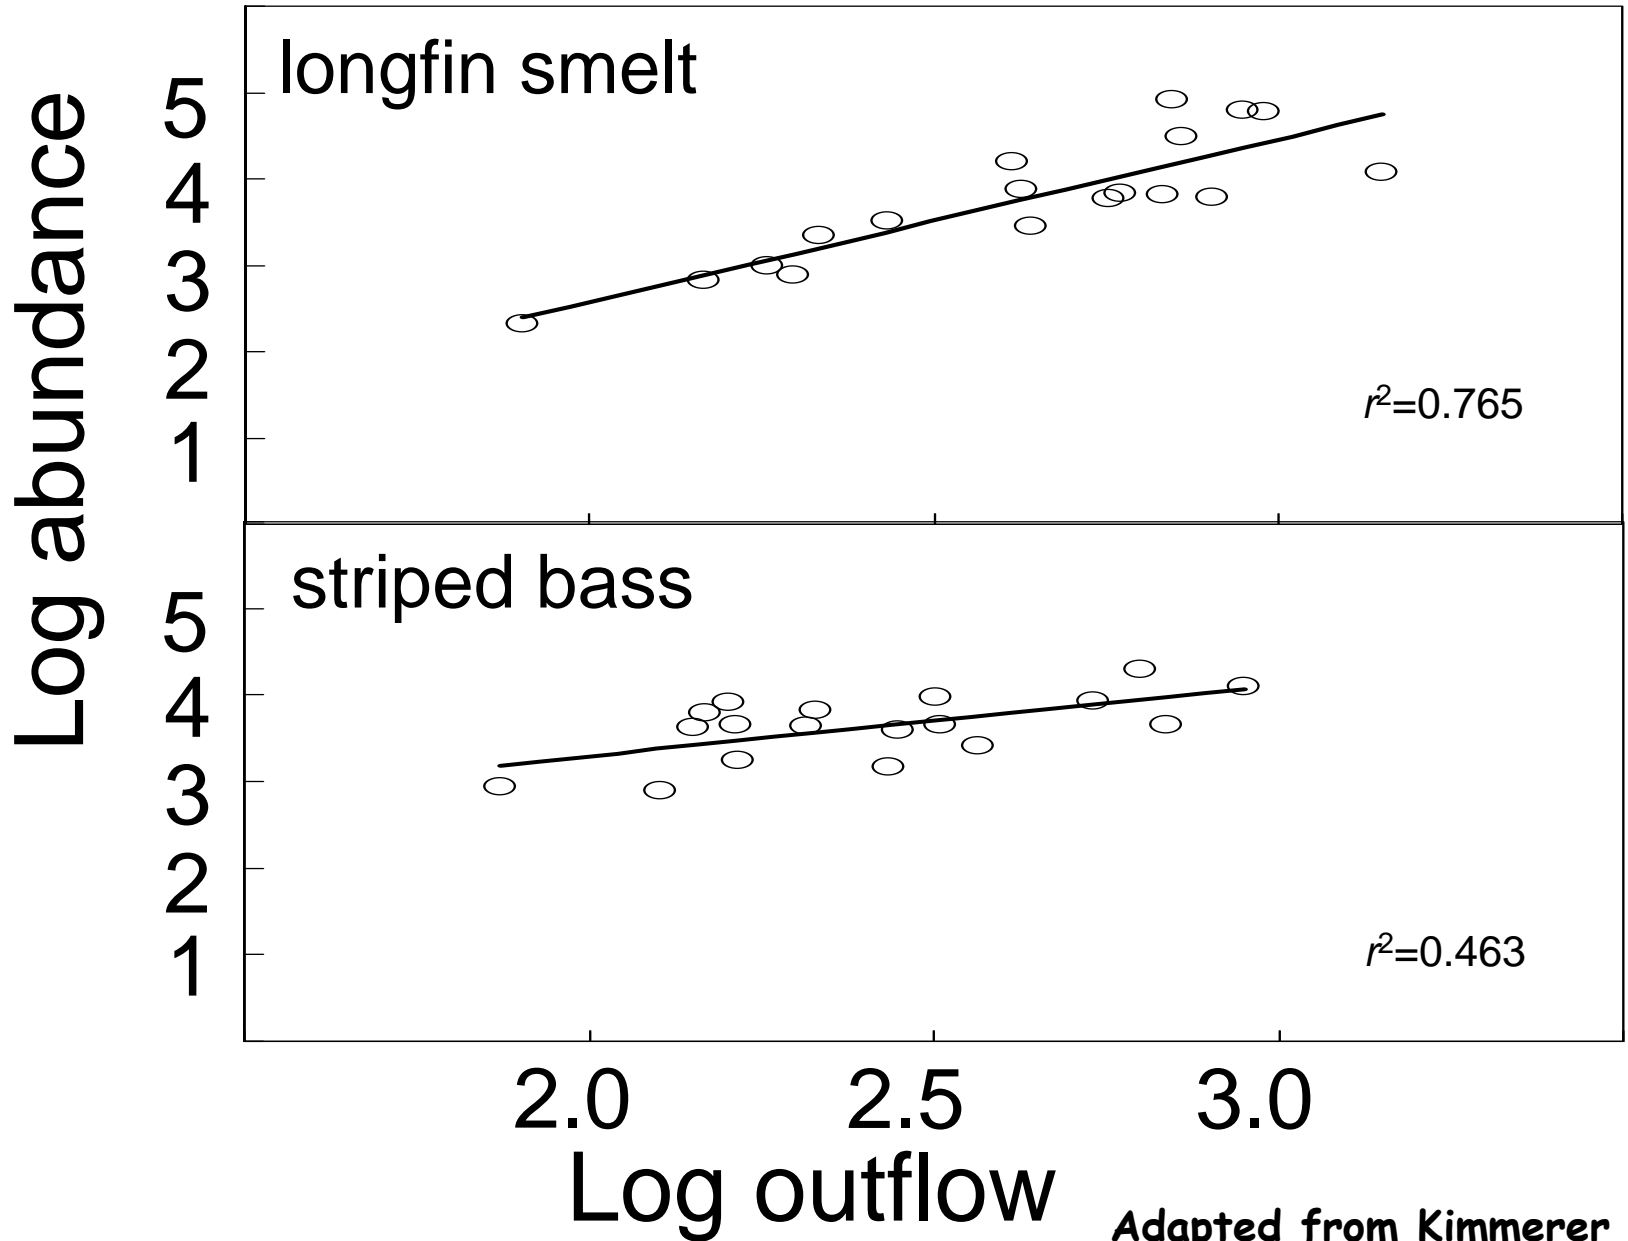 Log abundance
longfin smelt
5
4
3
2
1
r²=0.765
striped bass
5
4
3
2
1
r²=0.463
2.0 2.5 3.0
Log outflow
Adapted from Kimmerer